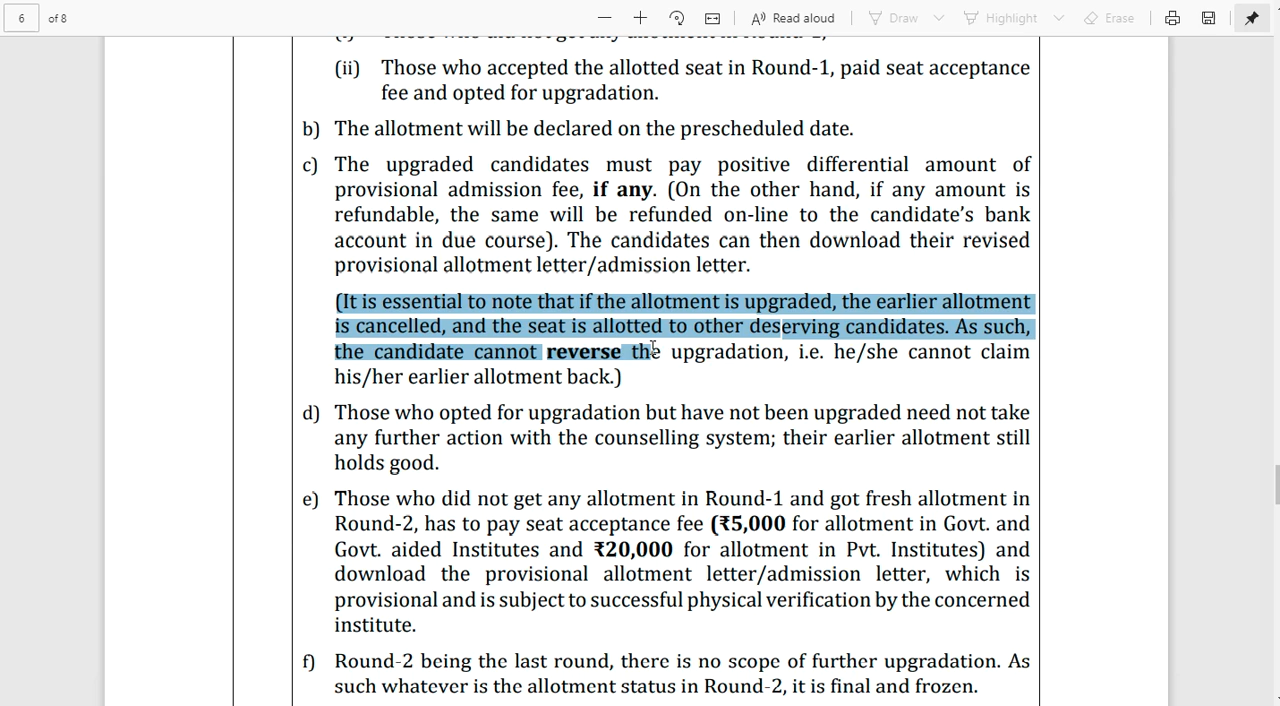 6 of 8 Read aloud Draw Highlight Erase
(ii) Those who accepted the allotted seat in Round-1, paid seat acceptance
fee and opted for upgradation.
b) The allotment will be declared on the prescheduled date.
c) The upgraded candidates must pay positive differential amount of
provisional admission fee, if any. (On the other hand, if any amount is
refundable, the same will be refunded on-line to the candidate's bank
account in due course). The candidates can then download their revised
provisional allotment letter/admission letter.
(It is essential to note that if the allotment is upgraded, the earlier allotment
is cancelled, and the seat is allotted to other deserving candidates. As such,
the candidate cannot reverse the upgradation, i.e. he/she cannot claim
his/her earlier allotment back.)
d) Those who opted for upgradation but have not been upgraded need not take
any further action with the counselling system; their earlier allotment still
holds good.
e) Those who did not get any allotment in Round-1 and got fresh allotment in
Round-2, has to pay seat acceptance fee (₹5,000 for allotment in Govt. and
Govt. aided Institutes and ₹20,000 for allotment in Pvt. Institutes) and
download the provisional allotment letter/admission letter, which is
provisional and is subject to successful physical verification by the concerned
institute.
f) Round-2 being the last round, there is no scope of further upgradation. As
such whatever is the allotment status in Round-2, it is final and frozen.